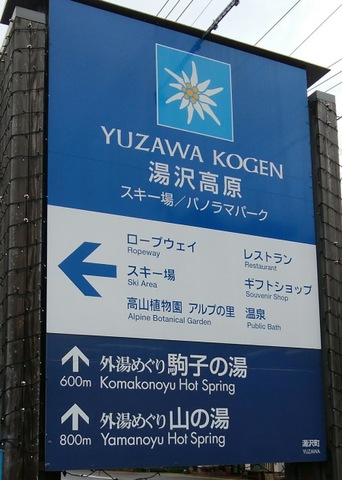 YUZAWA KOGEN
湯沢高原
スキー場／パノラマパーク
ロープウェイ
Ropeway
スキー場
Ski Area
高山植物園 アルプの里
Alpine Botanical Garden
レストラン
Restaurant
ギフトショップ
Souvenir Shop
温泉
Public Bath
外湯めぐり駒子の湯
600m Komakonoyu Hot Spring
外湯めぐり山の湯
800m Yamanoyu Hot Spring
湯沢町
YUZAWA